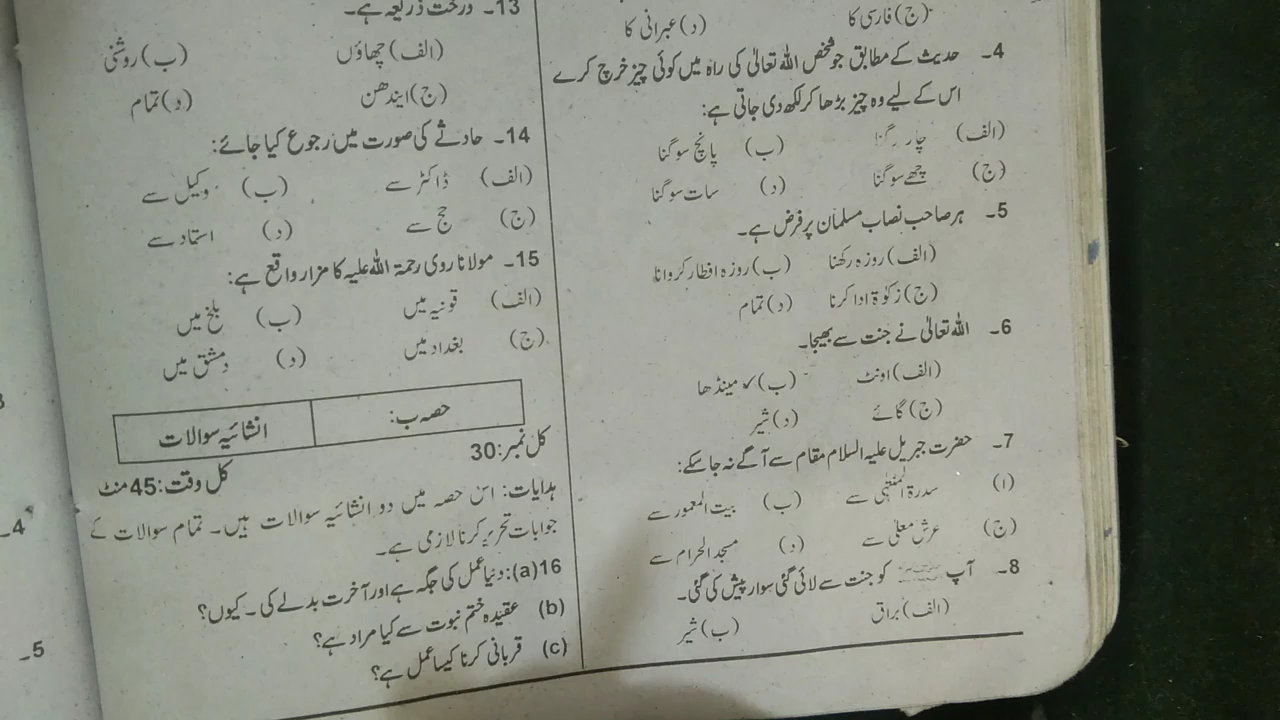 (ج) فارسی کا (د) عبرانی کا
4۔ حدیث کے مطابق جو شخص اللہ تعالیٰ کی راہ میں کوئی چیز خرچ کرے
اس کے لیے وہ چیز بڑھا کر لکھ دی جاتی ہے:
(الف) چار گنا (ب) پانچ سو گنا
(ج) چھے سو گنا (د) سات سو گنا
5۔ ہر صاحب نصاب مسلمان پر فرض ہے۔
(الف) روزہ رکھنا (ب) روزہ افطار کروانا
(ج) زکوٰۃ ادا کرنا (د) تمام
6۔ اللہ تعالیٰ نے جنت سے بھیجا۔
(الف) اونٹ (ب) مینڈھا
(ج) گائے (د) شیر
7۔ حضرت جبریل علیہ السلام مقام سے آگے نہ جا سکے:
(ا) سدرۃ المنتہٰی سے (ب) بیت المعمور سے
(ج) عرش معلی سے (د) مسجد الحرام سے
8۔ آپ کو جنت سے لائی گئی سوار پیش کی گئی۔
(الف) براق (ب) شیر
13۔ درخت ذریعہ ہے۔
(الف) چھاؤں (ب) روشنی
(ج) ایندھن (د) تمام
14۔ حادثے کی صورت میں رجوع کیا جائے:
(الف) ڈاکٹر سے (ب) وکیل سے
(ج) جج سے (د) استاد سے
15۔ مولانا رومی رحمۃ اللہ علیہ کا مزار واقع ہے:
(الف) قونیہ میں (ب) بلخ میں
(ج) بغداد میں (د) دمشق میں
حصہ ب: انشائیہ سوالات
کل نمبر: 30
کل وقت: 45 منٹ
ہدایات: اس حصہ میں دو انشائیہ سوالات ہیں۔ تمام سوالات کے
جوابات تحریر کرنا لازمی ہے۔
16(a): دنیا عمل کی جگہ ہے اور آخرت بدلے کی۔ کیوں؟
(b) عقیدہ ختم نبوت سے کیا مراد ہے؟
(c) قربانی کرنا کیسا عمل ہے؟
4۔
5۔